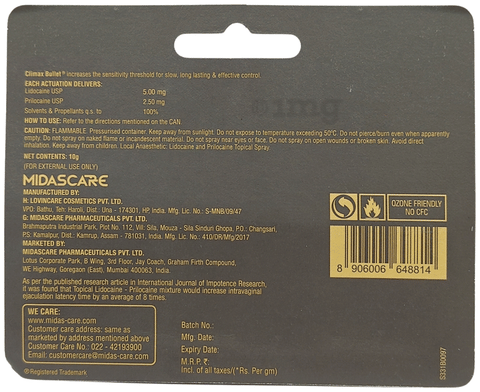 Climax Bullet® increases the sensitivity threshold for slow, long lasting & effective control.
EACH ACTUATION DELIVERS:
Lidocaine USP 5.00 mg
Prilocaine USP 2.50 mg
Solvents & Propellants q.s. to 100%
HOW TO USE: Refer to the directions mentioned on the CAN.
CAUTION: FLAMMABLE. Pressurised container. Keep away from sunlight. Do not expose to temperature exceeding 50°C. Do not pierce/burn even when apparently
empty. Do not spray on naked flame or incandescent material. Do not spray near eyes or face. Do not spray on open wounds or broken skin. Avoid direct
inhalation. Keep away from children. Local Anaesthetic: Lidocaine and Prilocaine Topical Spray.
NET CONTENTS: 10g
(FOR EXTERNAL USE ONLY)
MIDASCARE
MANUFACTURED BY:
H: LOVINCARE COSMETICS PVT. LTD.
VPO: Bathu, Teh: Haroli, Dist.: Una - 174301, HP, India. Mfg. Lic. No.: S-MNB/09/47
G: MIDASCARE PHARMACEUTICALS PVT. LTD.
Brahmaputra Industrial Park, Plot No. 112, Vill: Sila, Mouza - Sila Sinduri Ghopa, P.O.: Changsari,
PS: Kamalpur, Dist.: Kamrup, Assam - 781031, India. Mfg. Lic. No.: 410/DR/Mfg/2017
MARKETED BY:
MIDASCARE PHARMACEUTICALS PVT. LTD.
Lotus Corporate Park, B Wing, 3rd Floor, Jay Coach, Graham Firth Compound,
WE Highway, Goregaon (East), Mumbai 400063, India.
As per the published research article in International Journal of Impotence Research,
it was found that Topical Lidocaine - Prilocaine mixture would increase intravaginal
ejaculation latency time by an average of 8 times.
WE CARE:
www.midas-care.com
Customer care address: same as
marketed by address mentioned above
Customer Care No: 022 - 42193900
Email: customercare@midas-care.com
® Registered Trademark
Batch No.:
Mfg. Date:
Expiry Date:
M.R.P. ₹:
Incl. of all taxes/(*Rs. Per gm)
OZONE FRIENDLY
NO CFC
8 906006 648814
S331B0097
1mg